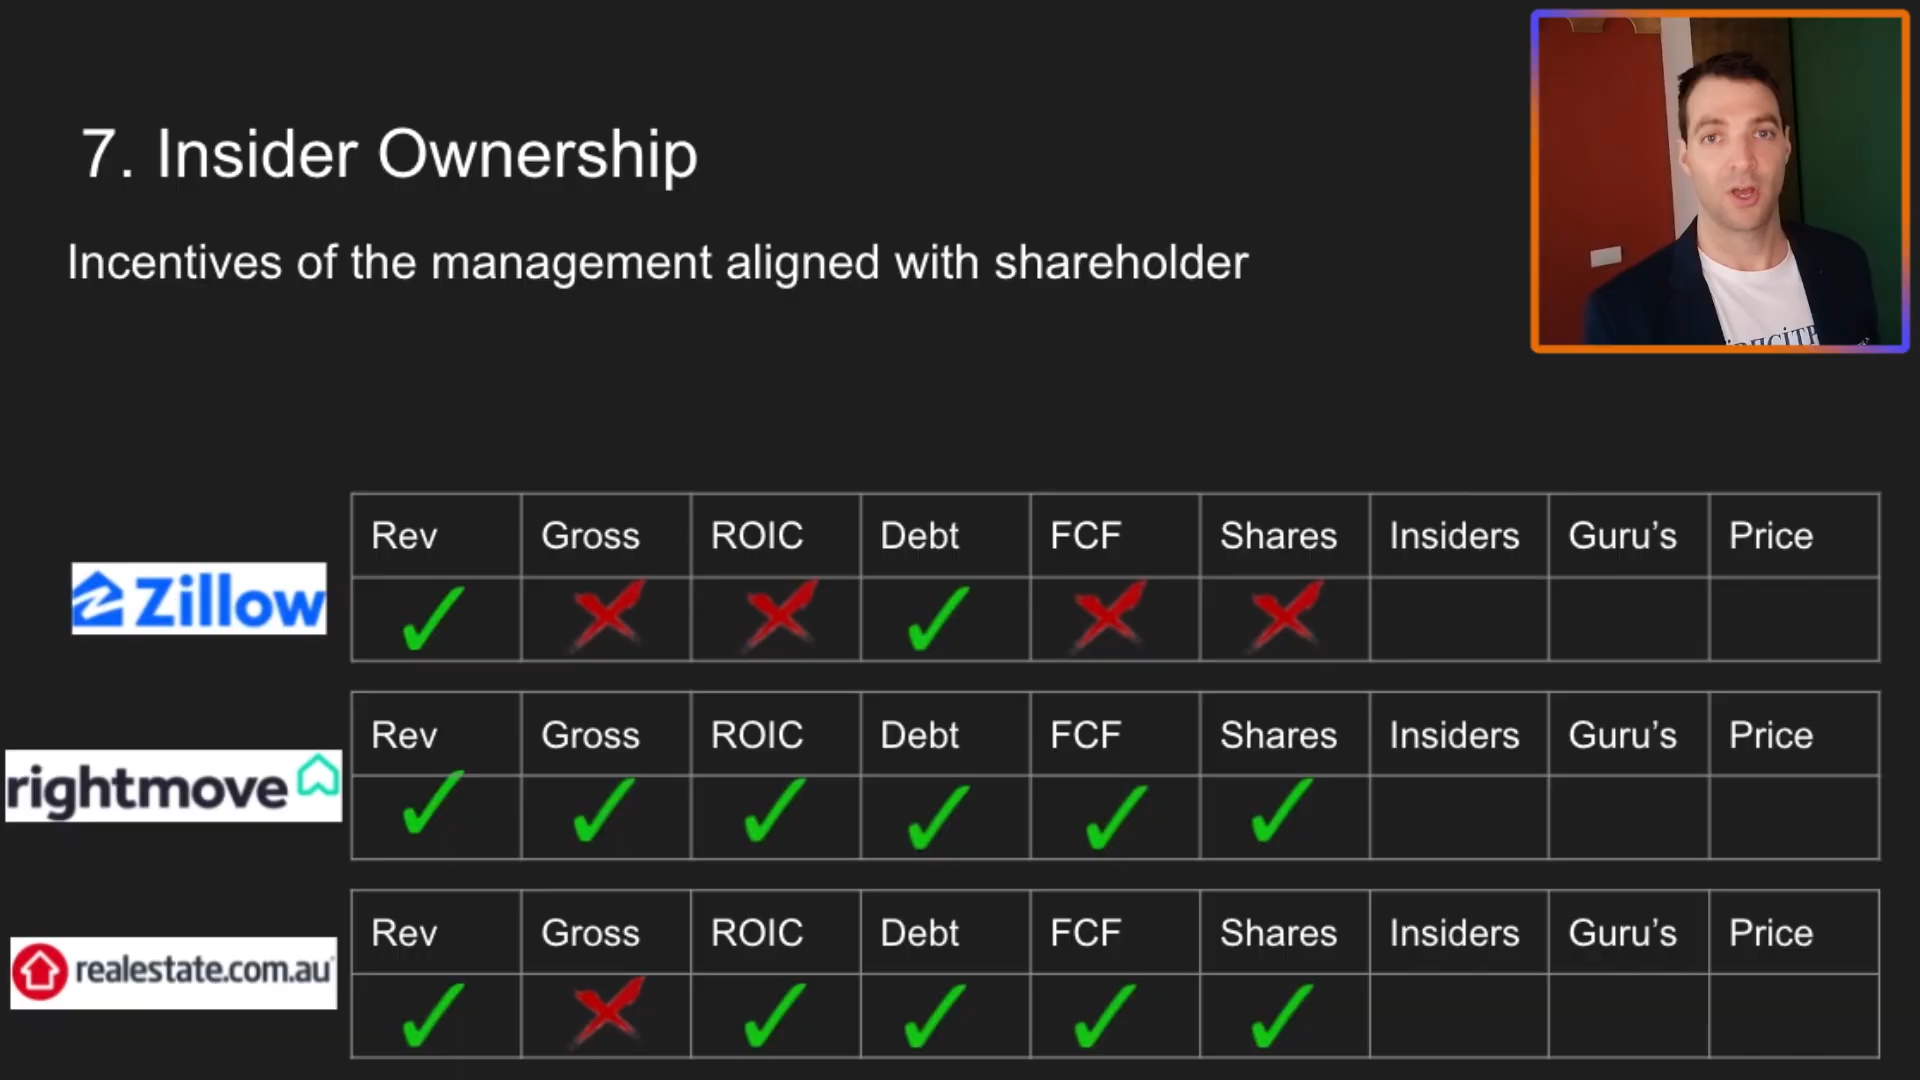 7. Insider Ownership
Incentives of the management aligned with shareholder
Rev Gross ROIC Debt FCF Shares Insiders Guru’s Price
Zillow
Rev Gross ROIC Debt FCF Shares Insiders Guru’s Price
rightmove
Rev Gross ROIC Debt FCF Shares Insiders Guru’s Price
realestate.com.au